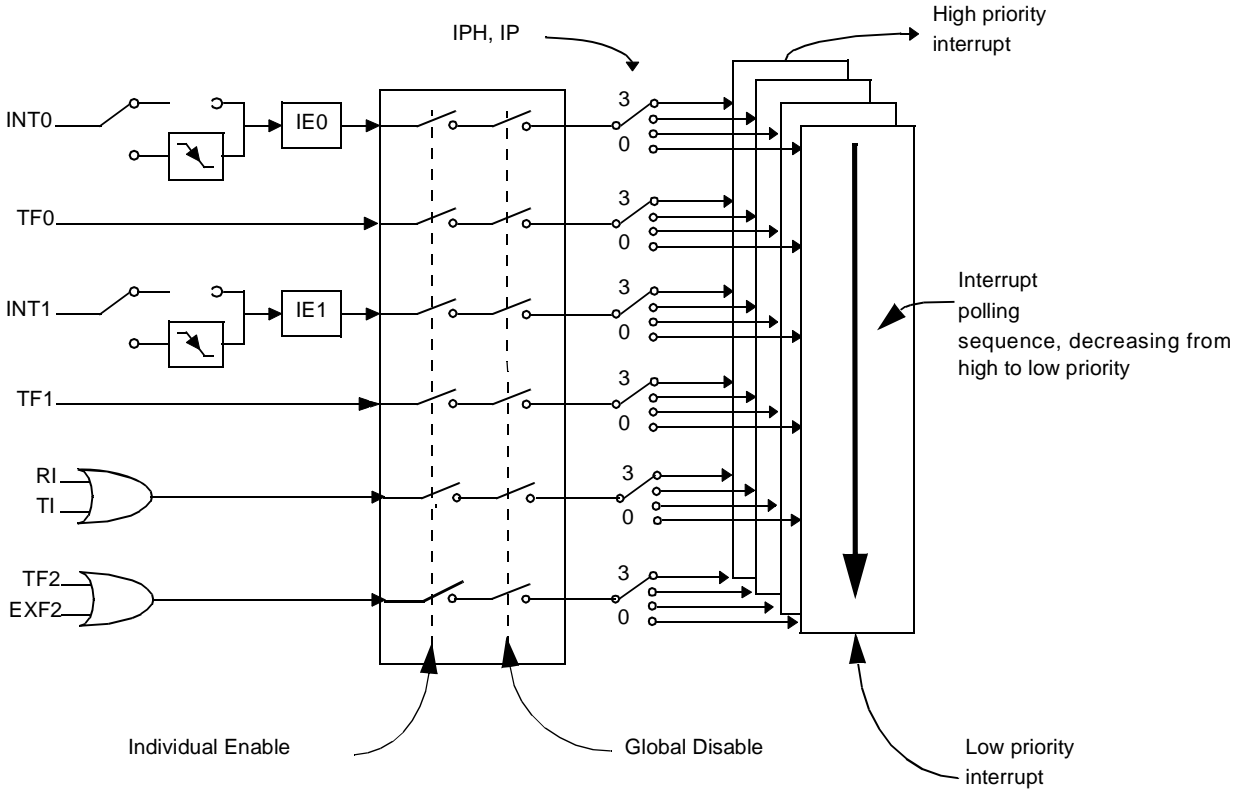 High priority
interrupt
IPH, IP
INT0
IE0
3
0
TF0
3
0
INT1
IE1
3
0
Interrupt
polling
sequence, decreasing from
high to low priority
TF1
3
0
RI
TI
3
0
TF2
EXF2
3
0
Individual Enable
Global Disable
Low priority
interrupt